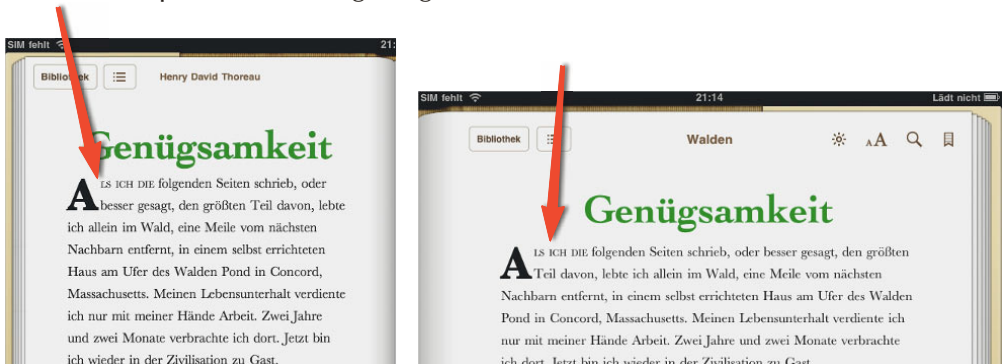 SIM fehlt 21:
Bibliothek Henry David Thoreau
Genügsamkeit
ALS ICH DIE folgenden Seiten schrieb, oder
besser gesagt, den größten Teil davon, lebte
ich allein im Wald, eine Meile vom nächsten
Nachbarn entfernt, in einem selbst errichteten
Haus am Ufer des Walden Pond in Concord,
Massachusetts. Meinen Lebensunterhalt verdiente
ich nur mit meiner Hände Arbeit. Zwei Jahre
und zwei Monate verbrachte ich dort. Jetzt bin
ich wieder in der Zivilisation zu Gast.
SIM fehlt 21:14 Lädt nicht
Bibliothek Walden AA
Genügsamkeit
ALS ICH DIE folgenden Seiten schrieb, oder besser gesagt, den größten
Teil davon, lebte ich allein im Wald, eine Meile vom nächsten
Nachbarn entfernt, in einem selbst errichteten Haus am Ufer des Walden
Pond in Concord, Massachusetts. Meinen Lebensunterhalt verdiente ich
nur mit meiner Hände Arbeit. Zwei Jahre und zwei Monate verbrachte
ich dort. Jetzt bin ich wieder in der Zivilisation zu Gast.